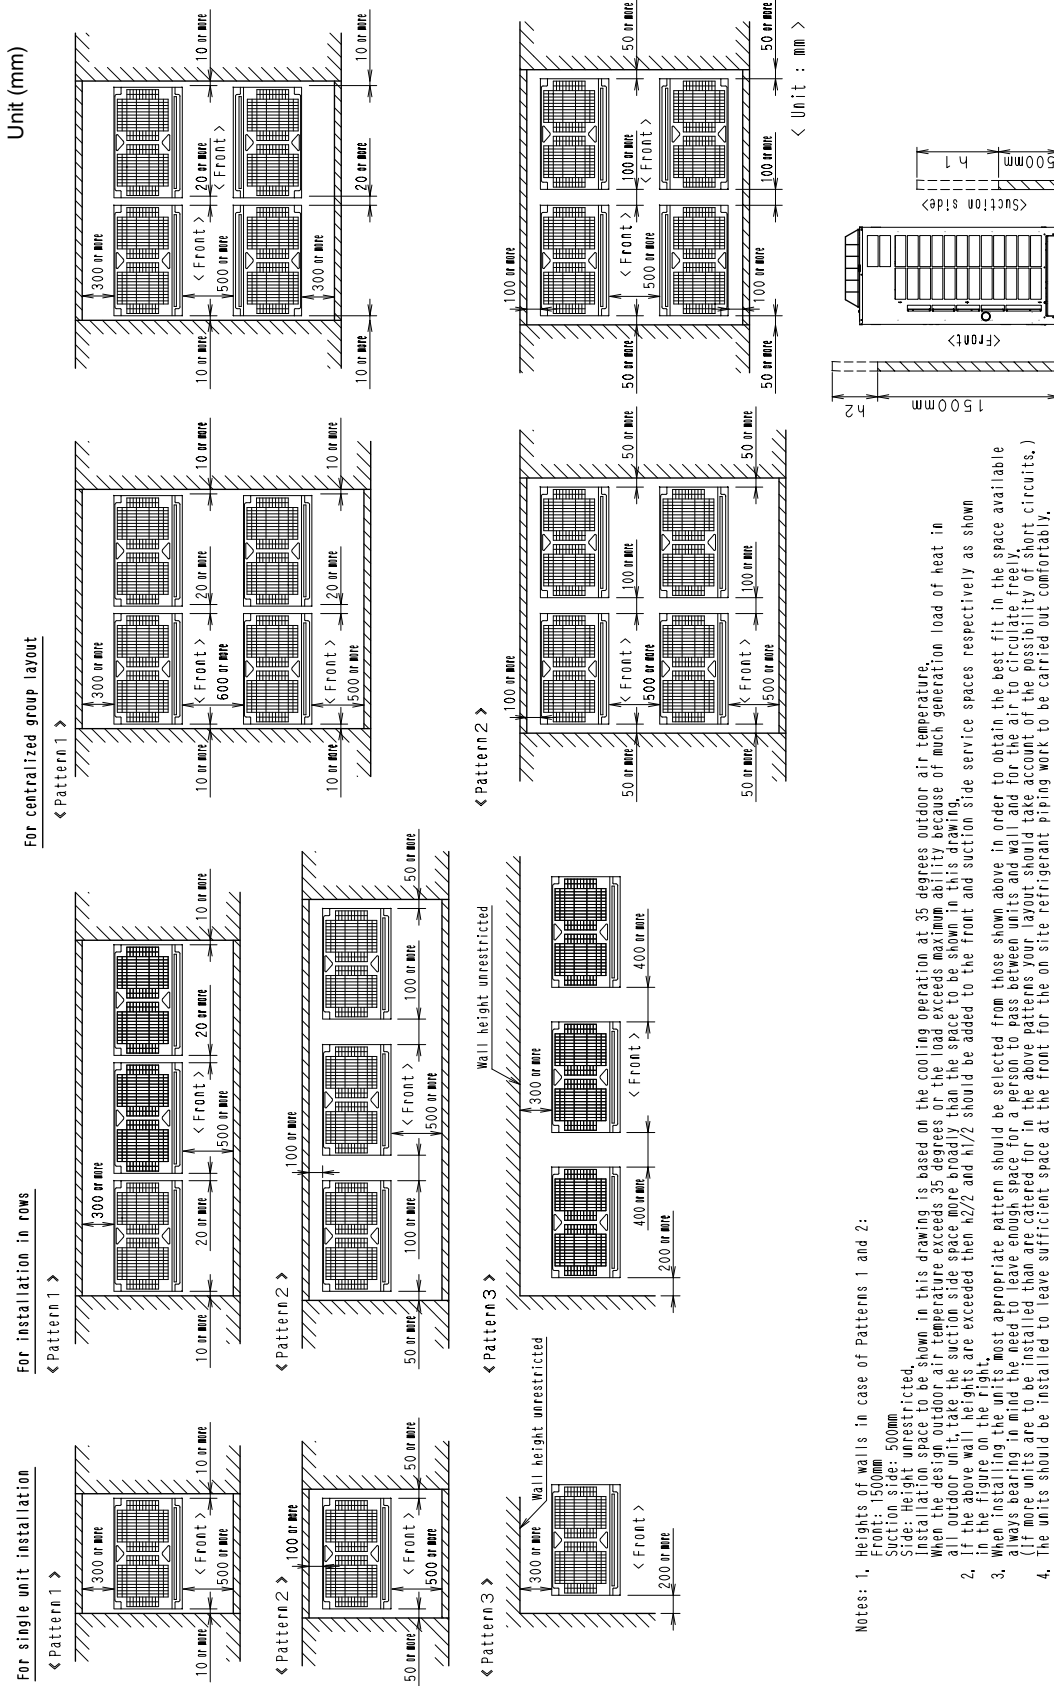 Unit (mm)
For single unit installation
< Pattern 1 >
300 or more
< Front >
500 or more
10 or more
10 or more
< Pattern 2 >
100 or more
< Front >
500 or more
50 or more
50 or more
< Pattern 3 >
Wall height unrestricted
300 or more
< Front >
200 or more
For installation in rows
< Pattern 1 >
300 or more
< Front >
500 or more
10 or more
20 or more
20 or more
10 or more
< Pattern 2 >
100 or more
< Front >
500 or more
50 or more
100 or more
100 or more
50 or more
< Pattern 3 >
Wall height unrestricted
300 or more
< Front >
400 or more
400 or more
200 or more
For centralized group layout
< Pattern 1 >
300 or more
< Front >
600 or more
10 or more
20 or more
10 or more
< Front >
500 or more
10 or more
20 or more
10 or more
300 or more
10 or more
20 or more
10 or more
< Front >
< Front >
500 or more
300 or more
10 or more
20 or more
10 or more
< Pattern 2 >
100 or more
50 or more
100 or more
50 or more
< Front >
500 or more
50 or more
100 or more
50 or more
< Front >
500 or more
100 or more
50 or more
100 or more
50 or more
< Front >
< Front >
500 or more
100 or more
50 or more
100 or more
50 or more
< Unit : mm >
h2
1500mm
<Front>
<Suction side>
h1
500mm
Notes: 1. Heights of walls in case of Patterns 1 and 2:
Front: 1500mm
Suction side: 500mm
Side: Height unrestricted.
Installation space to be shown in this drawing is based on the cooling operation at 35 degrees outdoor air temperature.
When the design outdoor air temperature exceeds 35 degrees or the load exceeds maximum ability because of much generation load of heat in
all outdoor unit, take the suction side space more broadly than the space to be shown in this drawing.
2. If the above wall heights are exceeded then h2/2 and h1/2 should be added to the front and suction side service spaces respectively as shown
in the figure on the right.
3. When installing the units most appropriate pattern should be selected from those shown above in order to obtain the best fit in the space available
always bearing in mind the need to leave enough space for a person to pass between units and wall and for the air to circulate freely.
(If more units are to be installed than are catered for in the above patterns your layout should take account of the possibility of short circuits.)
4. The units should be installed to leave sufficient space at the front for the on site refrigerant piping work to be carried out comfortably.